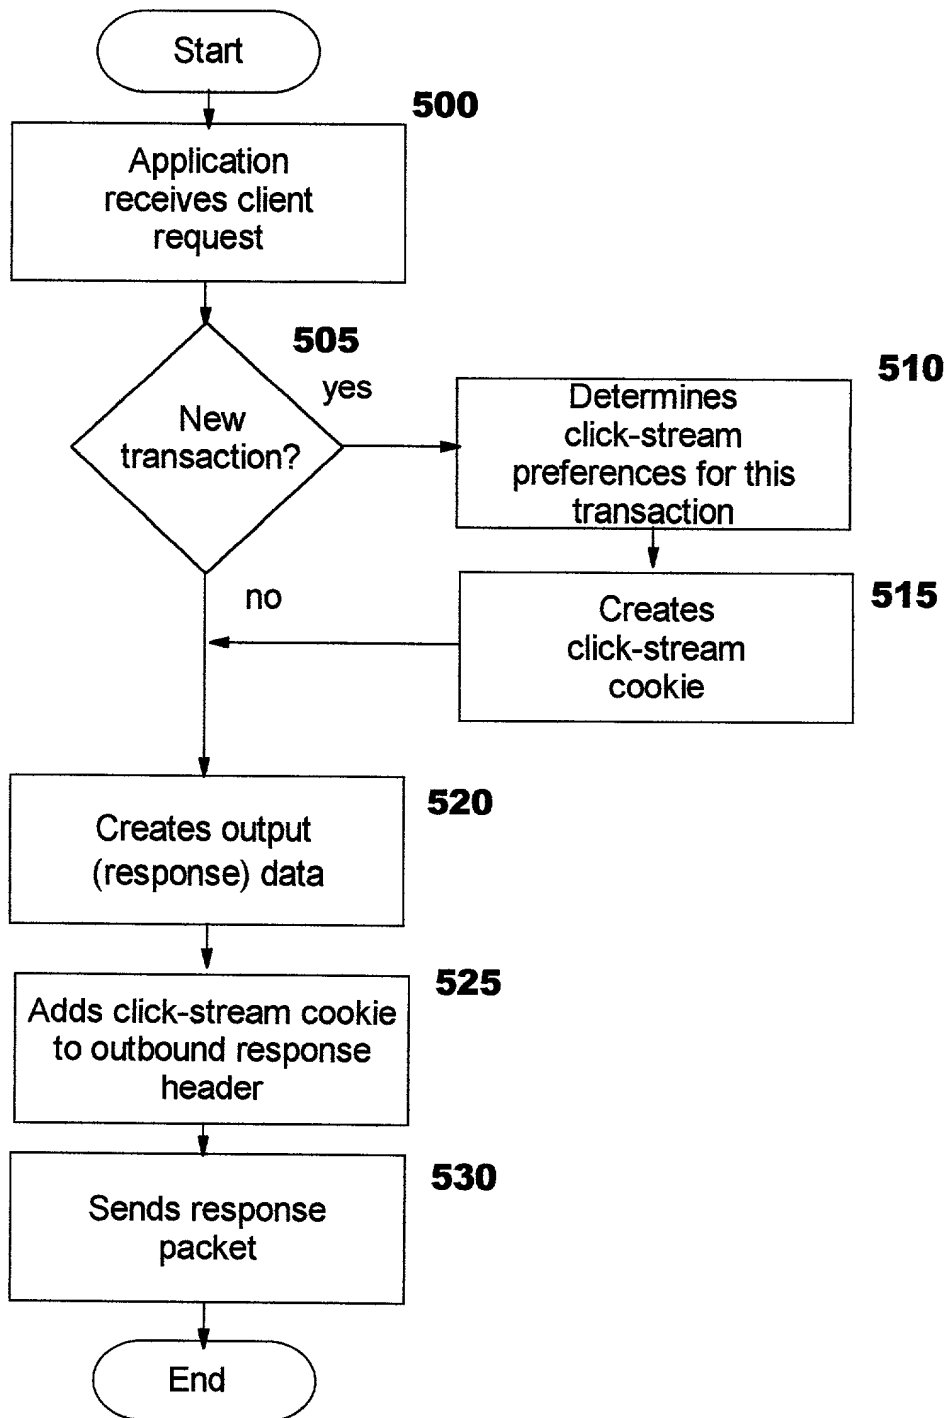 Start
500
Application
receives client
request
505
yes
New
transaction?
510
Determines
click-stream
preferences for this
transaction
no
515
Creates
click-stream
cookie
520
Creates output
(response) data
525
Adds click-stream cookie
to outbound response
header
530
Sends response
packet
End